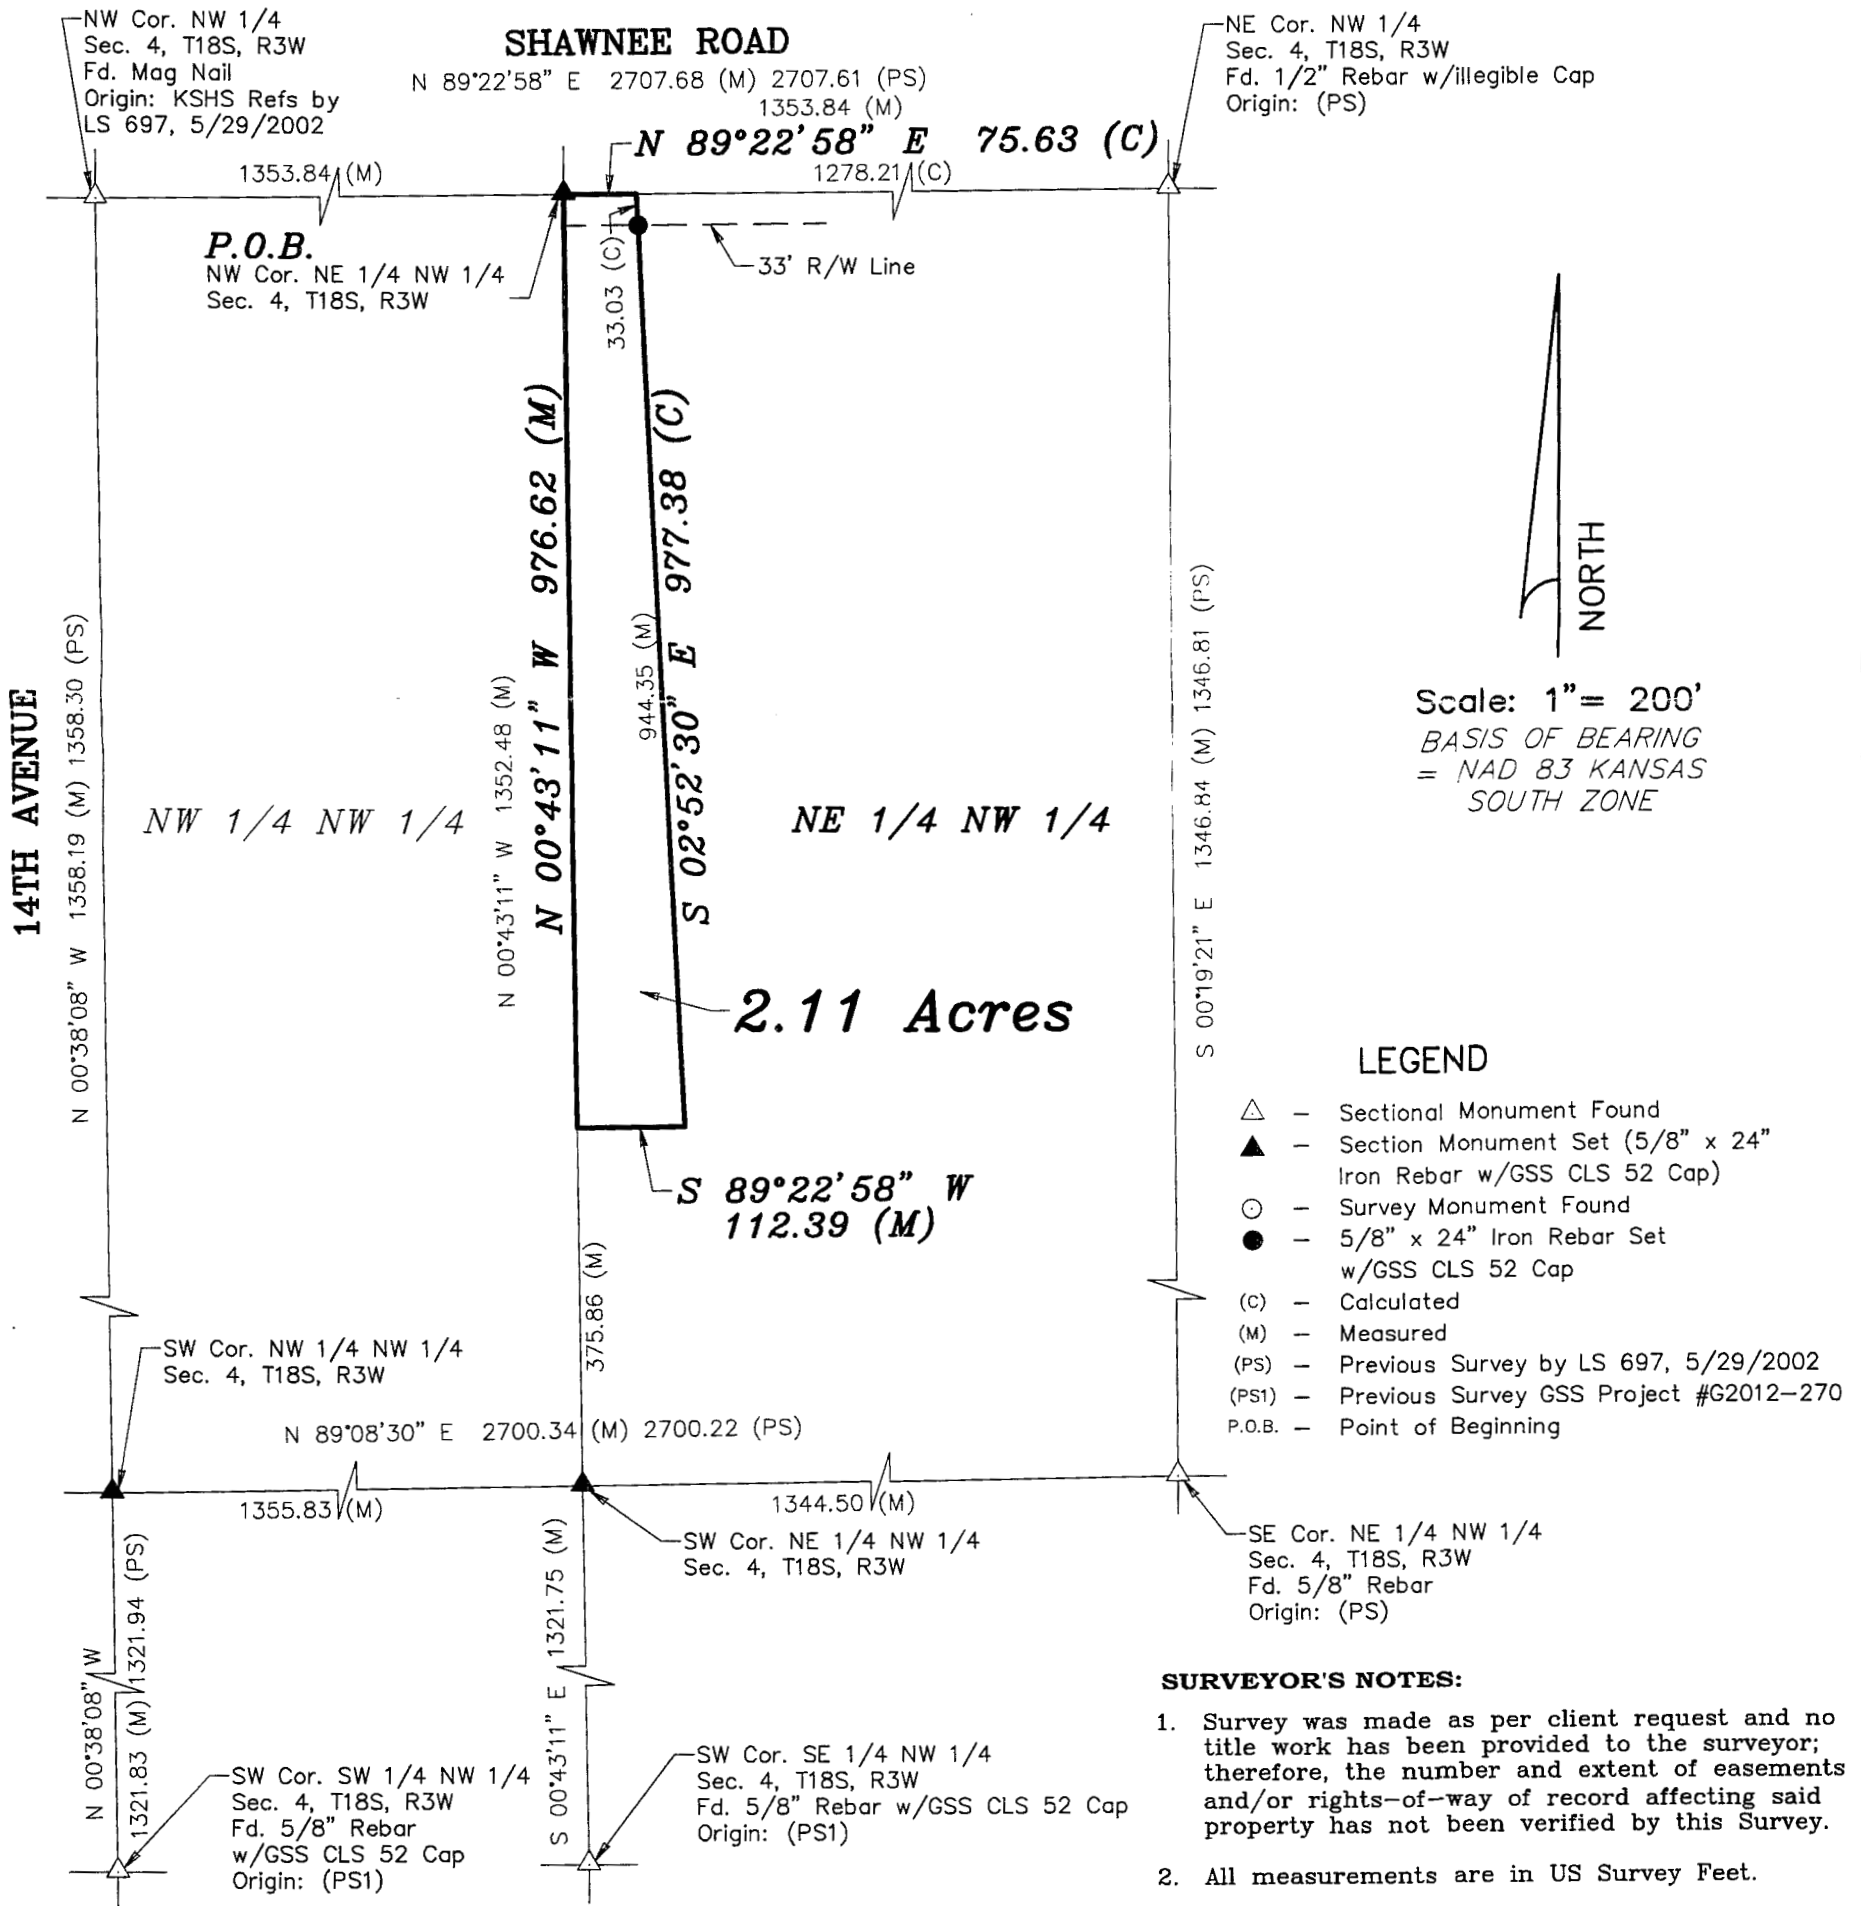 NW Cor. NW 1/4
Sec. 4, T18S, R3W
Fd. Mag Nail
Origin: KSHS Refs by
LS 697, 5/29/2002
SHAWNEE ROAD
N 89°22'58" E 2707.68 (M) 2707.61 (PS)
1353.84 (M)
N 89°22'58" E 75.63 (C)
NE Cor. NW 1/4
Sec. 4, T18S, R3W
Fd. 1/2" Rebar w/illegible Cap
Origin: (PS)
1353.84 (M)
1278.21 (C)
P.O.B.
NW Cor. NE 1/4 NW 1/4
Sec. 4, T18S, R3W
33.03 (C)
33' R/W Line
14TH AVENUE
N 00°38'08" W 1358.19 (M) 1358.30 (PS)
NW 1/4 NW 1/4
N 00°43'11" W 1352.48 (M)
N 00°43'11" W 976.62 (M)
944.35 (M)
S 02°52'30" E 977.38 (C)
NE 1/4 NW 1/4
S 00°19'21" E 1346.84 (M) 1346.81 (PS)
NORTH
Scale: 1"= 200'
BASIS OF BEARING
= NAD 83 KANSAS
SOUTH ZONE
2.11 Acres
S 89°22'58" W
112.39 (M)
375.86 (M)
LEGEND
– Sectional Monument Found
– Section Monument Set (5/8" x 24"
Iron Rebar w/GSS CLS 52 Cap)
– Survey Monument Found
– 5/8" x 24" Iron Rebar Set
w/GSS CLS 52 Cap
(C) – Calculated
(M) – Measured
(PS) – Previous Survey by LS 697, 5/29/2002
(PS1) – Previous Survey GSS Project #G2012-270
P.O.B. – Point of Beginning
SW Cor. NW 1/4 NW 1/4
Sec. 4, T18S, R3W
N 89°08'30" E 2700.34 (M) 2700.22 (PS)
1355.83 (M)
1344.50 (M)
SW Cor. NE 1/4 NW 1/4
Sec. 4, T18S, R3W
SE Cor. NE 1/4 NW 1/4
Sec. 4, T18S, R3W
Fd. 5/8" Rebar
Origin: (PS)
N 00°38'08" W
1321.83 (M) 1321.94 (PS)
S 00°43'11" E 1321.75 (M)
SW Cor. SW 1/4 NW 1/4
Sec. 4, T18S, R3W
Fd. 5/8" Rebar
w/GSS CLS 52 Cap
Origin: (PS1)
SW Cor. SE 1/4 NW 1/4
Sec. 4, T18S, R3W
Fd. 5/8" Rebar w/GSS CLS 52 Cap
Origin: (PS1)
SURVEYOR'S NOTES:
1. Survey was made as per client request and no
title work has been provided to the surveyor;
therefore, the number and extent of easements
and/or rights-of-way of record affecting said
property has not been verified by this Survey.
2. All measurements are in US Survey Feet.